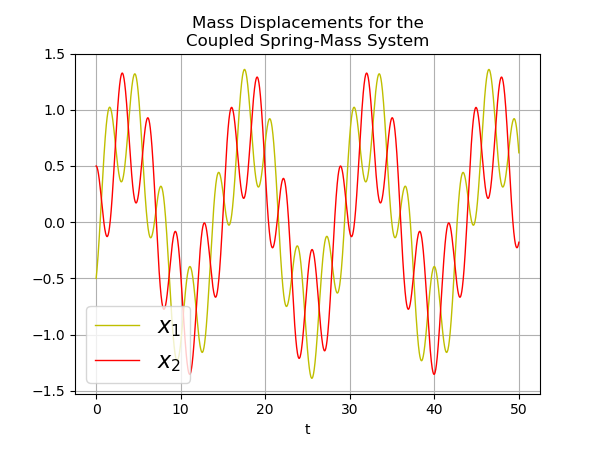 Mass Displacements for the
Coupled Spring-Mass System
1.5
1.0
0.5
0.0
−0.5
−1.0
−1.5
x₁
x₂
0 10 20 30 40 50
t